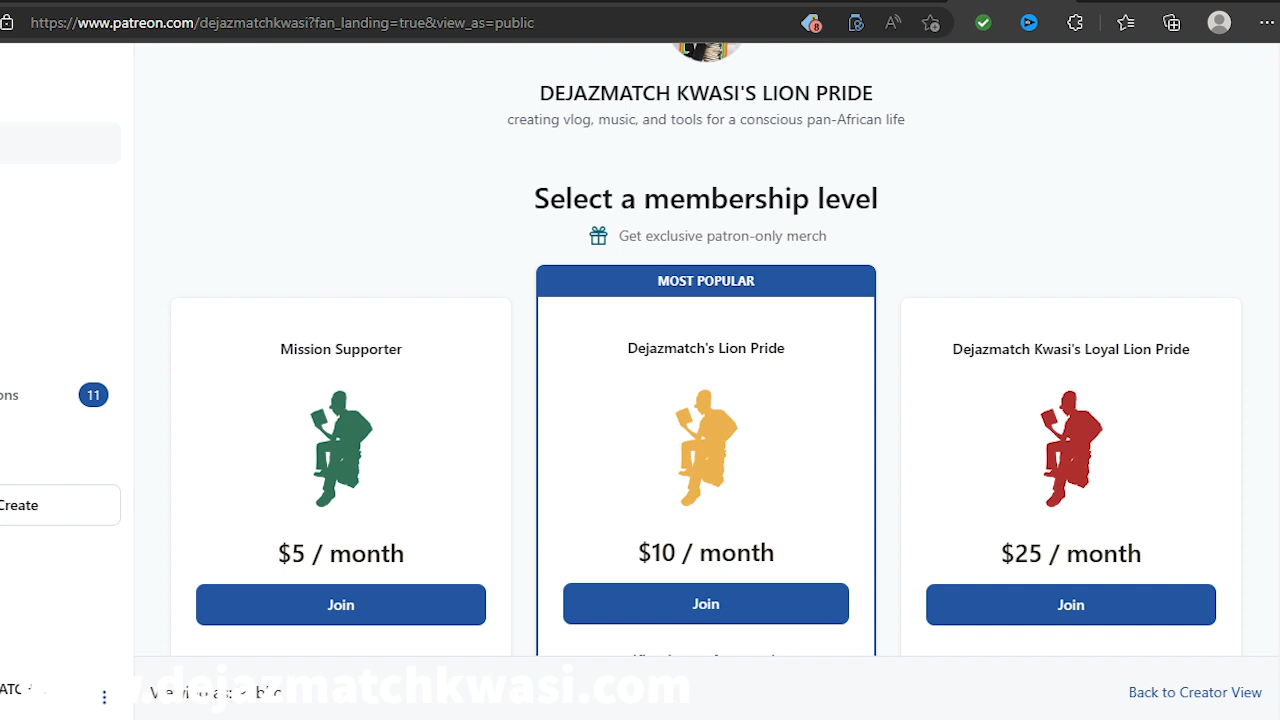 https://www.patreon.com/dejazmatchkwasi?fan_landing=true&view_as=public
8
DEJAZMATCH KWASI'S LION PRIDE
creating vlog, music, and tools for a conscious pan-African life
Select a membership level
Get exclusive patron-only merch
MOST POPULAR
Mission Supporter
Dejazmatch's Lion Pride
Dejazmatch Kwasi's Loyal Lion Pride
ons 11
Create
$5 / month
$10 / month
$25 / month
Join
Join
Join
.dejazmatchkwasi.com
Back to Creator View